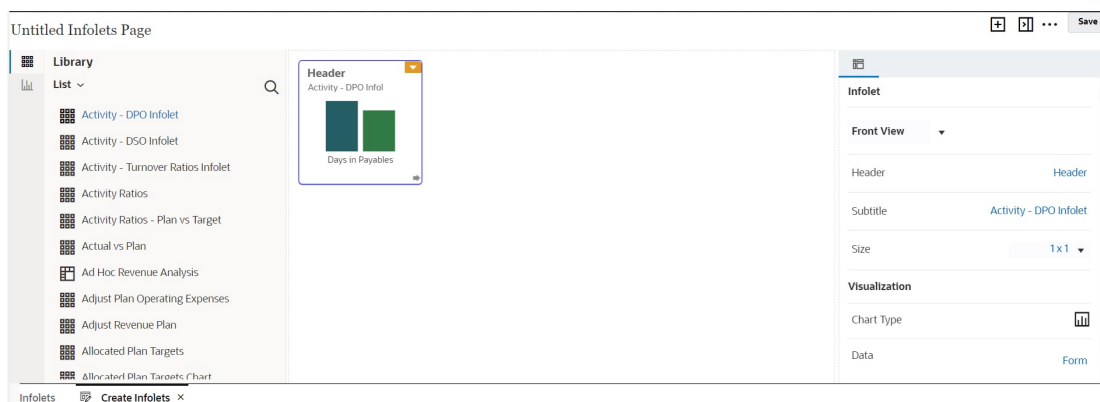 Untitled Infolets Page
Save
Library
List
Activity - DPO Infolet
Activity - DSO Infolet
Activity - Turnover Ratios Infolet
Activity Ratios
Activity Ratios - Plan vs Target
Actual vs Plan
Ad Hoc Revenue Analysis
Adjust Plan Operating Expenses
Adjust Revenue Plan
Allocated Plan Targets
Allocated Plan Targets Chart
Header
Activity - DPO Infol
Days in Payables
Infolet
Front View
Header Header
Subtitle Activity - DPO Infolet
Size 1 x 1
Visualization
Chart Type
Data Form
Infolets Create Infolets ×